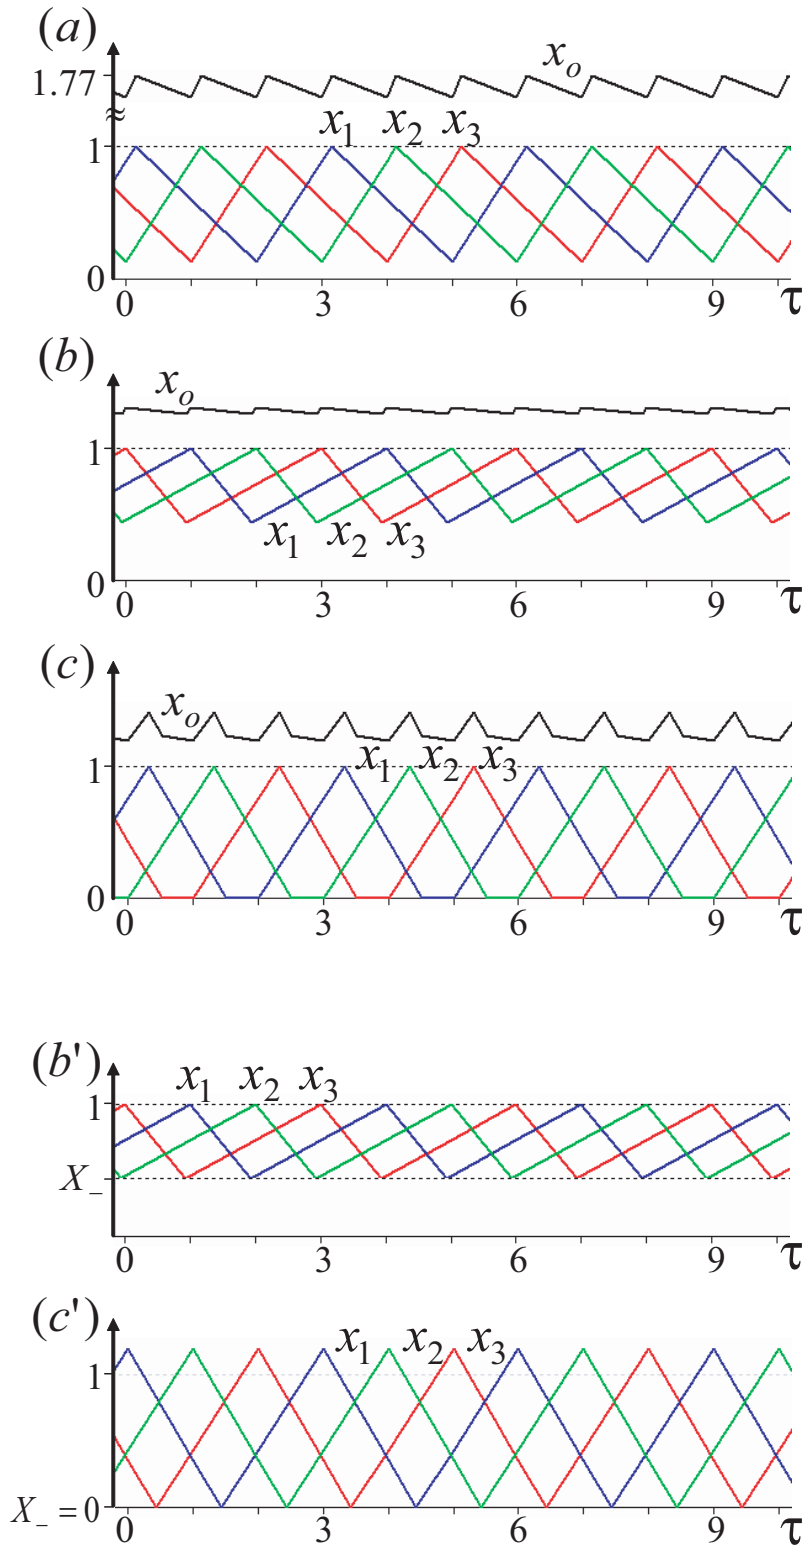 (a)
x_o
1.77
≈
x_1 x_2 x_3
1
0
0 3 6 9 τ
(b)
x_o
1
x_1 x_2 x_3
0
0 3 6 9 τ
(c)
x_o
x_1 x_2 x_3
1
0
0 3 6 9 τ
(b')
x_1 x_2 x_3
1
X_−
0 3 6 9 τ
(c')
x_1 x_2 x_3
1
X_− = 0
0 3 6 9 τ